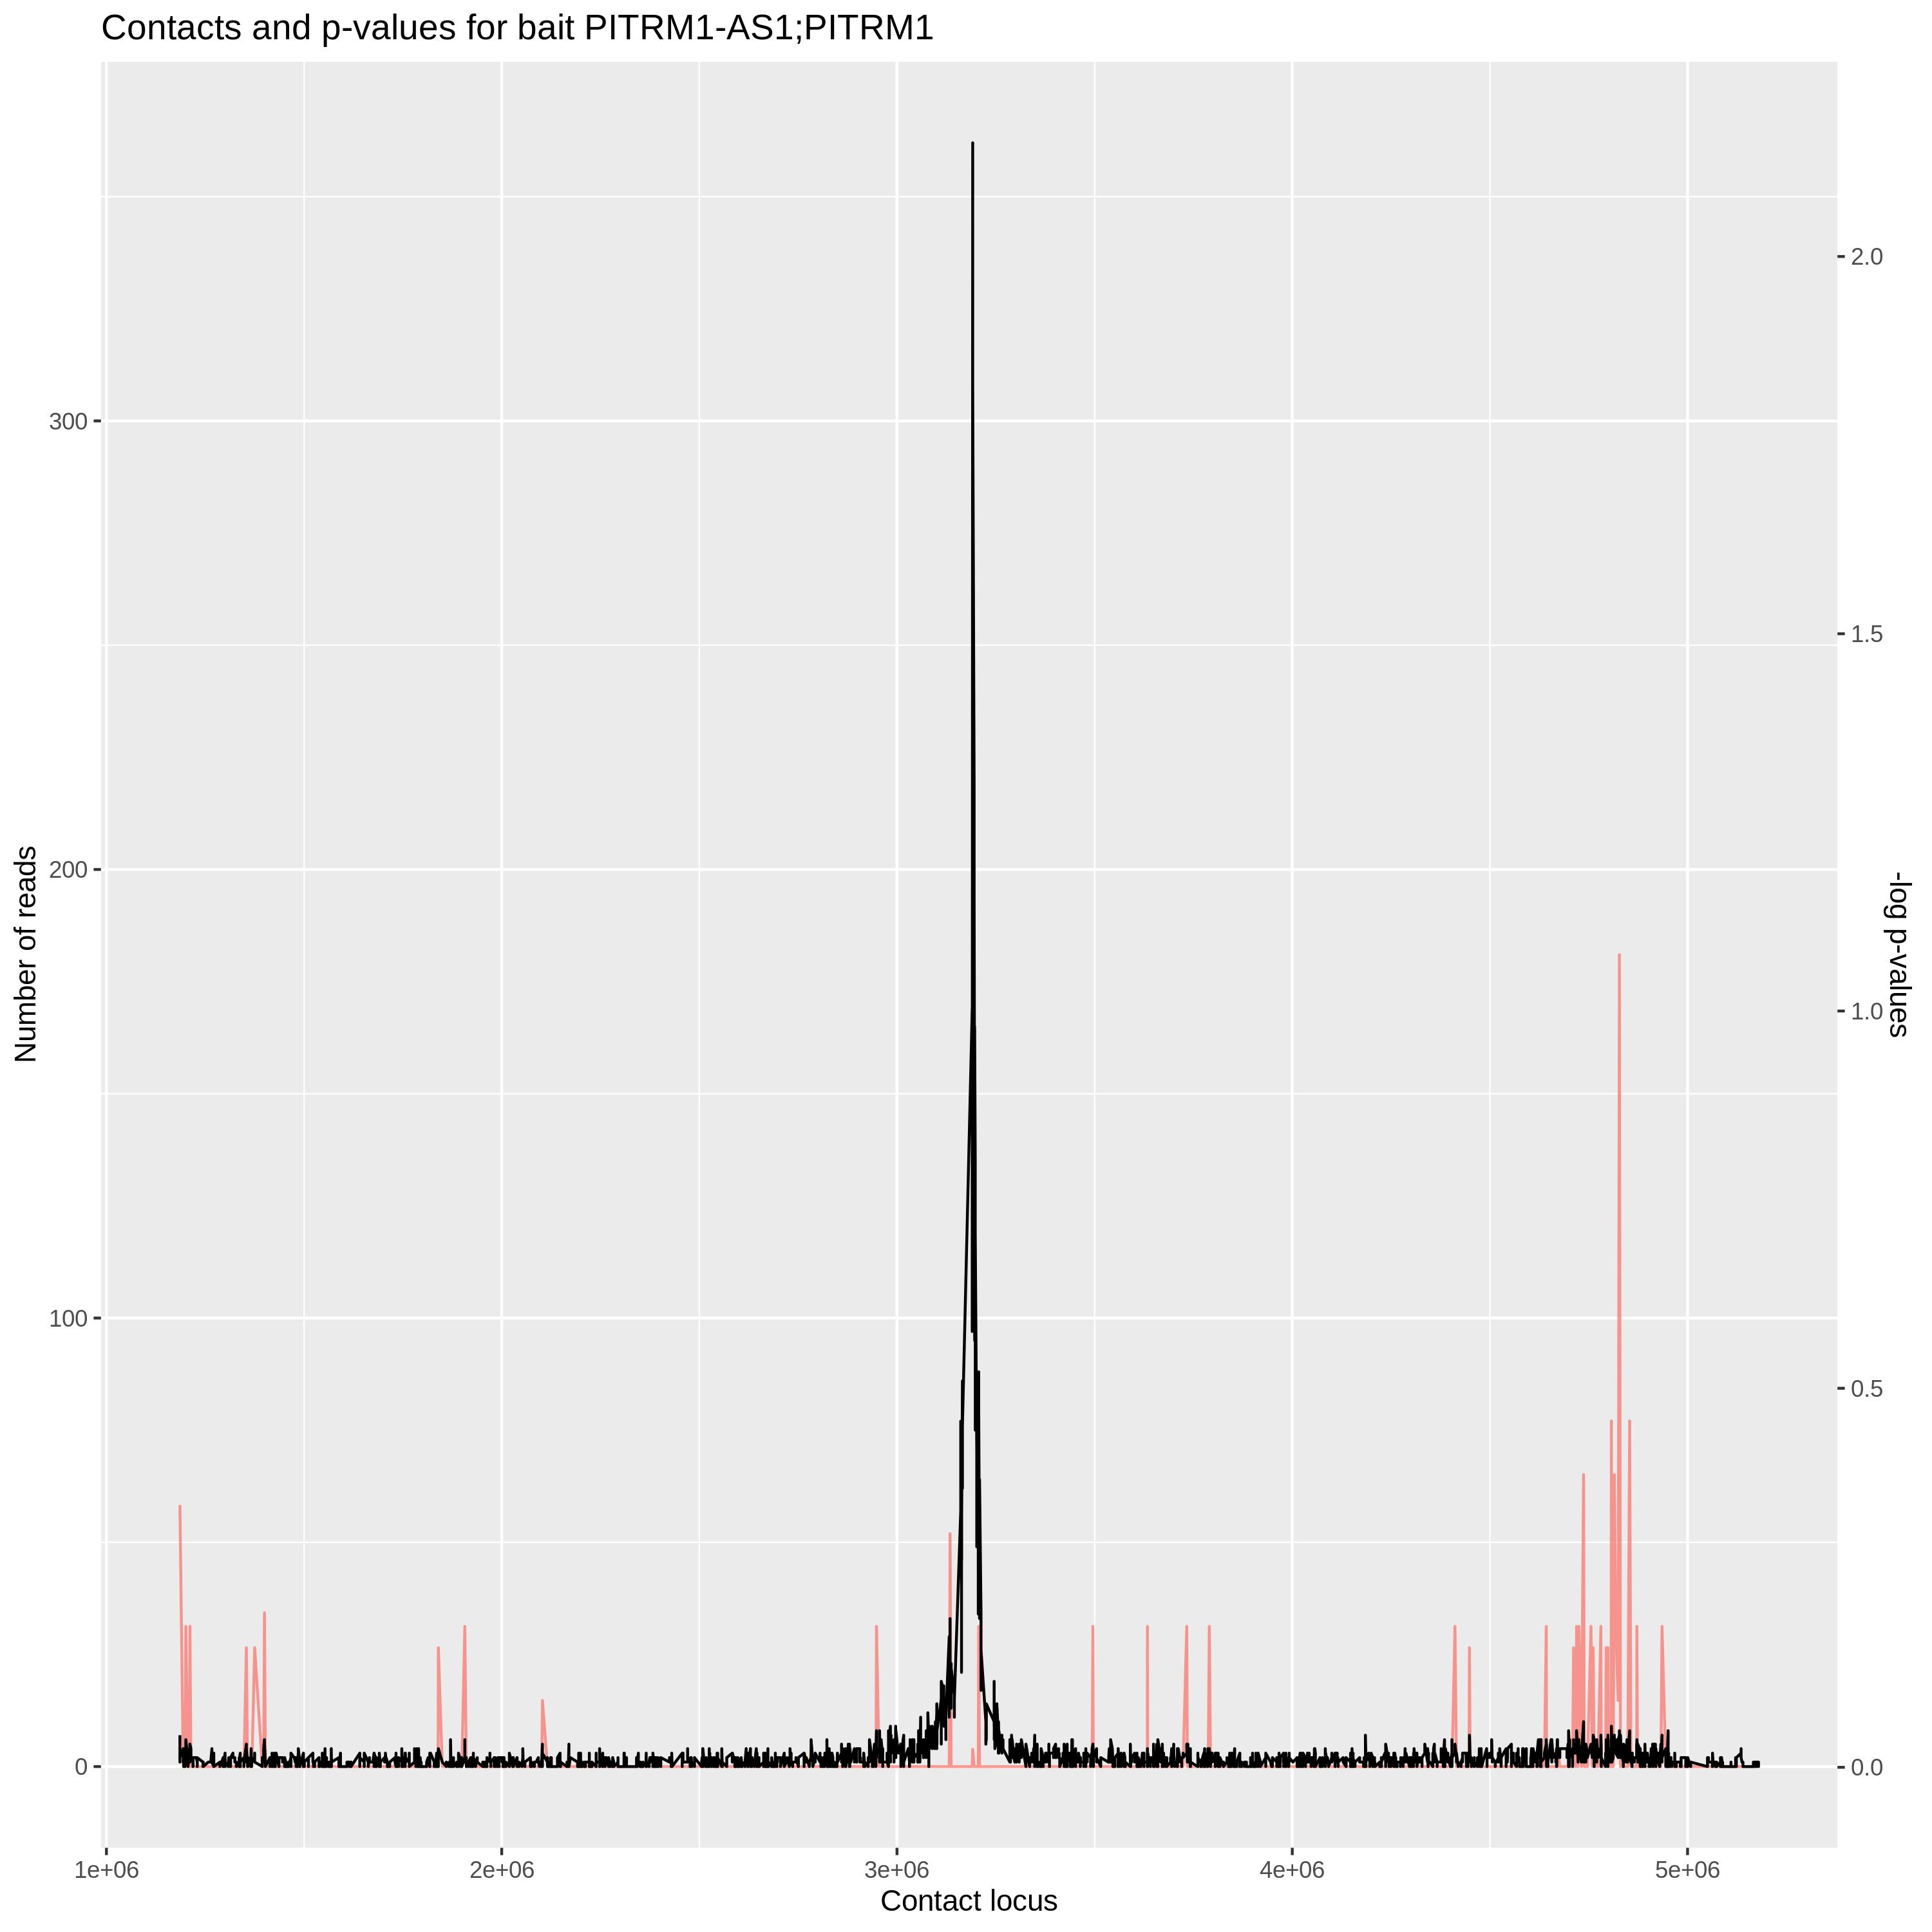 Contacts and p-values for bait PITRM1-AS1;PITRM1
Number of reads
300
200
100
0
2.0
1.5
1.0
0.5
0.0
-log p-values
1e+06
2e+06
3e+06
4e+06
5e+06
Contact locus